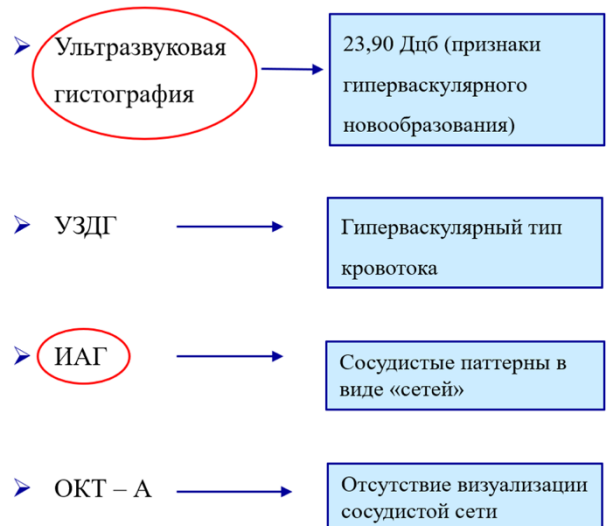 Ультразвуковая
гистография
23,90 Дцб (признаки
гиперваскулярного
новообразования)
УЗДГ
Гиперваскулярный тип
кровотока
ИАГ
Сосудистые паттерны в
виде «сетей»
ОКТ – А
Отсутствие визуализации
сосудистой сети